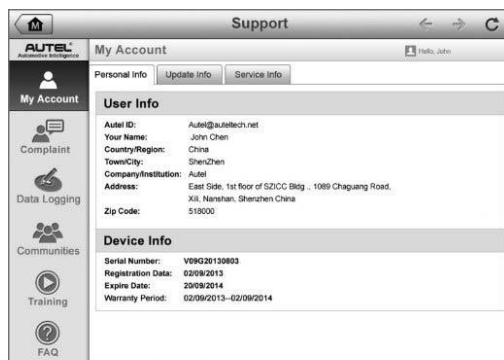 M
Support
AUTEL
Automotive Intelligence
My Account
Hello, John
My Account
Personal Info
Update Info
Service Info
User Info
Autel ID: Autel@auteltech.net
Your Name: John Chen
Country/Region: China
Town/City: ShenZhen
Company/Institution: Autel
Address: East Side, 1st floor of SZICC Bldg ., 1089 Chaguang Road,
Xili, Nanshan, Shenzhen China
Zip Code: 518000
Device Info
Serial Number: V09G20130803
Registration Data: 02/09/2013
Expire Date: 20/09/2014
Warranty Period: 02/09/2013--02/09/2014
Complaint
Data Logging
Communities
Training
FAQ